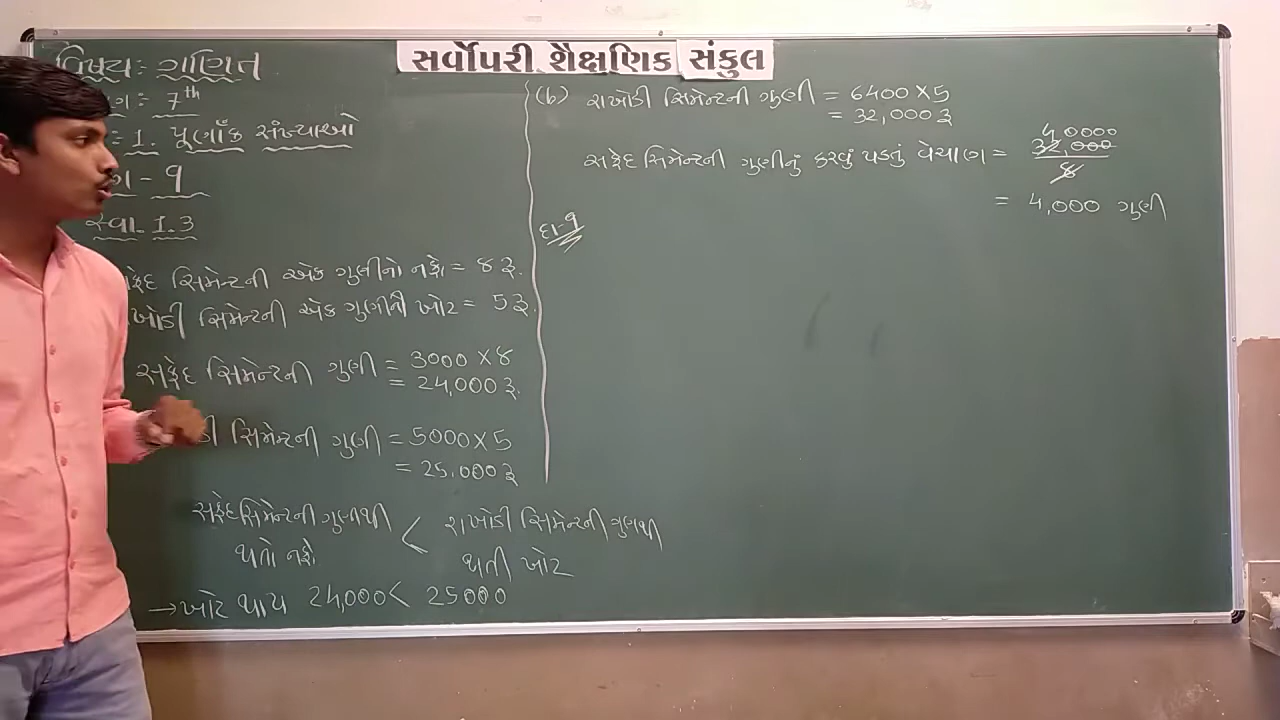 સર્વોપરી શૈક્ષણિક સંકુલ
વિષય: ગણિત
7th
: 1. પૂર્ણાંક સંખ્યાઓ
- 9
સ્વા. 1.3
સિમેન્ટની એક ગુણીનો નફો = 8 રૂ.
સિમેન્ટની એક ગુણીની ખોટ = 5 રૂ.
સફેદ સિમેન્ટની ગુણી = 3000 × 8
= 24,000 રૂ.
સિમેન્ટની ગુણી = 5000 × 5
= 25,000 રૂ
સફેદ સિમેન્ટની ગુણીથી < રાખોડી સિમેન્ટની ગુણીથી
થતો નફો થતી ખોટ
→ ખોટ થાય 24,000 < 25000
(b) રાખોડી સિમેન્ટની ગુણી = 6400 × 5
= 32,000 રૂ
સફેદ સિમેન્ટની ગુણીનું કરવું પડતું વેચાણ = 32,000
8
= 4,000 ગુણી
દા-9